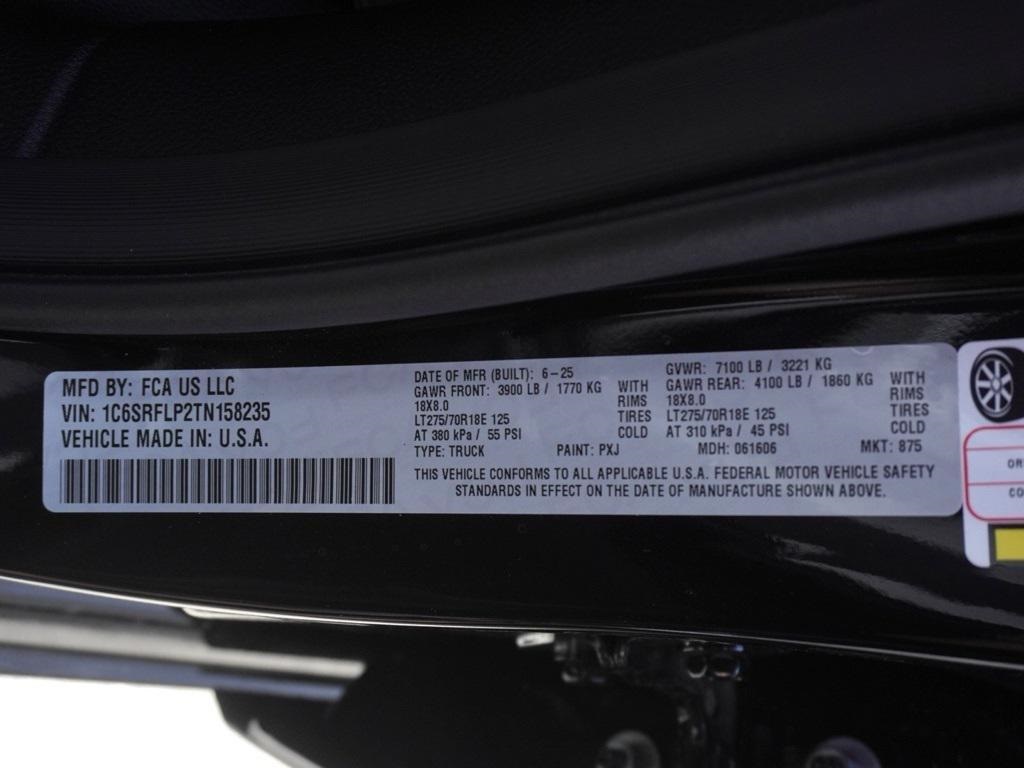 MFD BY: FCA US LLC
VIN: 1C6SRFLP2TN158235
VEHICLE MADE IN: U.S.A.
DATE OF MFR (BUILT): 6-25
GAWR FRONT: 3900 LB / 1770 KG WITH
18X8.0 RIMS
LT275/70R18E 125 TIRES
AT 380 kPa / 55 PSI COLD
GVWR: 7100 LB / 3221 KG
GAWR REAR: 4100 LB / 1860 KG WITH
18X8.0 RIMS
LT275/70R18E 125 TIRES
AT 310 kPa / 45 PSI COLD
TYPE: TRUCK PAINT: PXJ MDH: 061606 MKT: 875
THIS VEHICLE CONFORMS TO ALL APPLICABLE U.S.A. FEDERAL MOTOR VEHICLE SAFETY
STANDARDS IN EFFECT ON THE DATE OF MANUFACTURE SHOWN ABOVE.